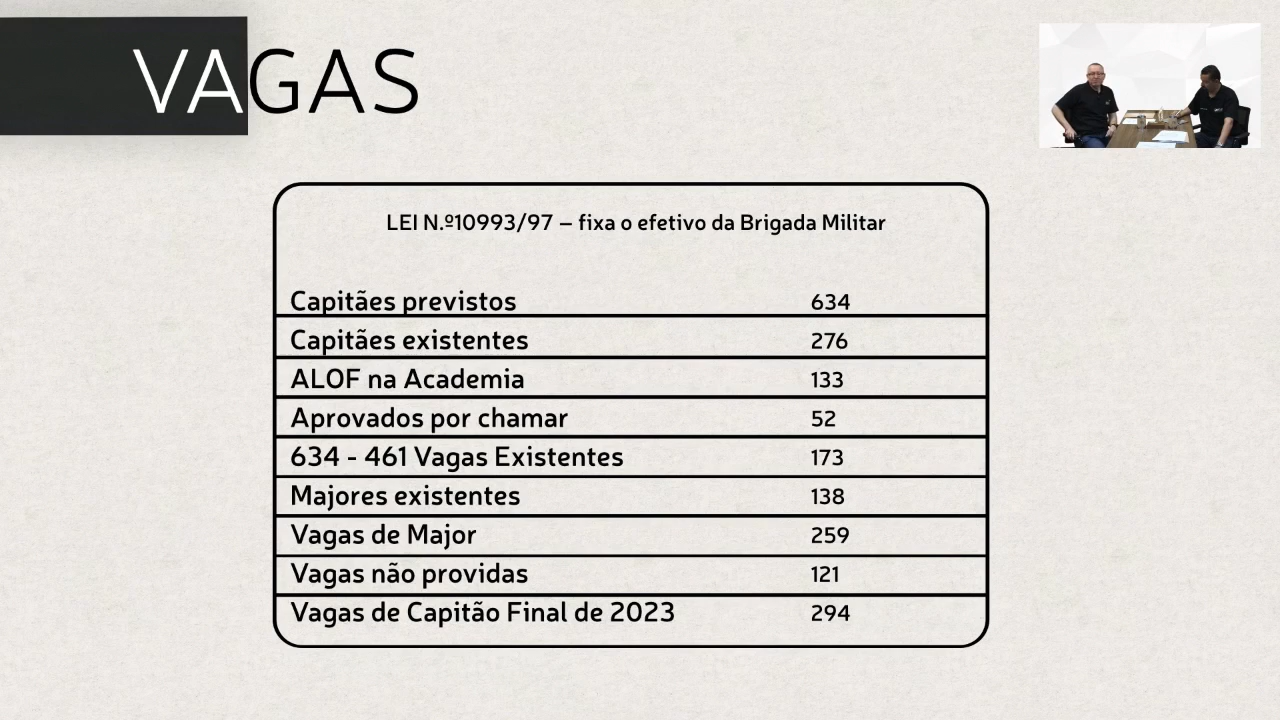 VAGAS
LEI N.º10993/97 – fixa o efetivo da Brigada Militar
Capitães previstos 634
Capitães existentes 276
ALOF na Academia 133
Aprovados por chamar 52
634 - 461 Vagas Existentes 173
Majores existentes 138
Vagas de Major 259
Vagas não providas 121
Vagas de Capitão Final de 2023 294